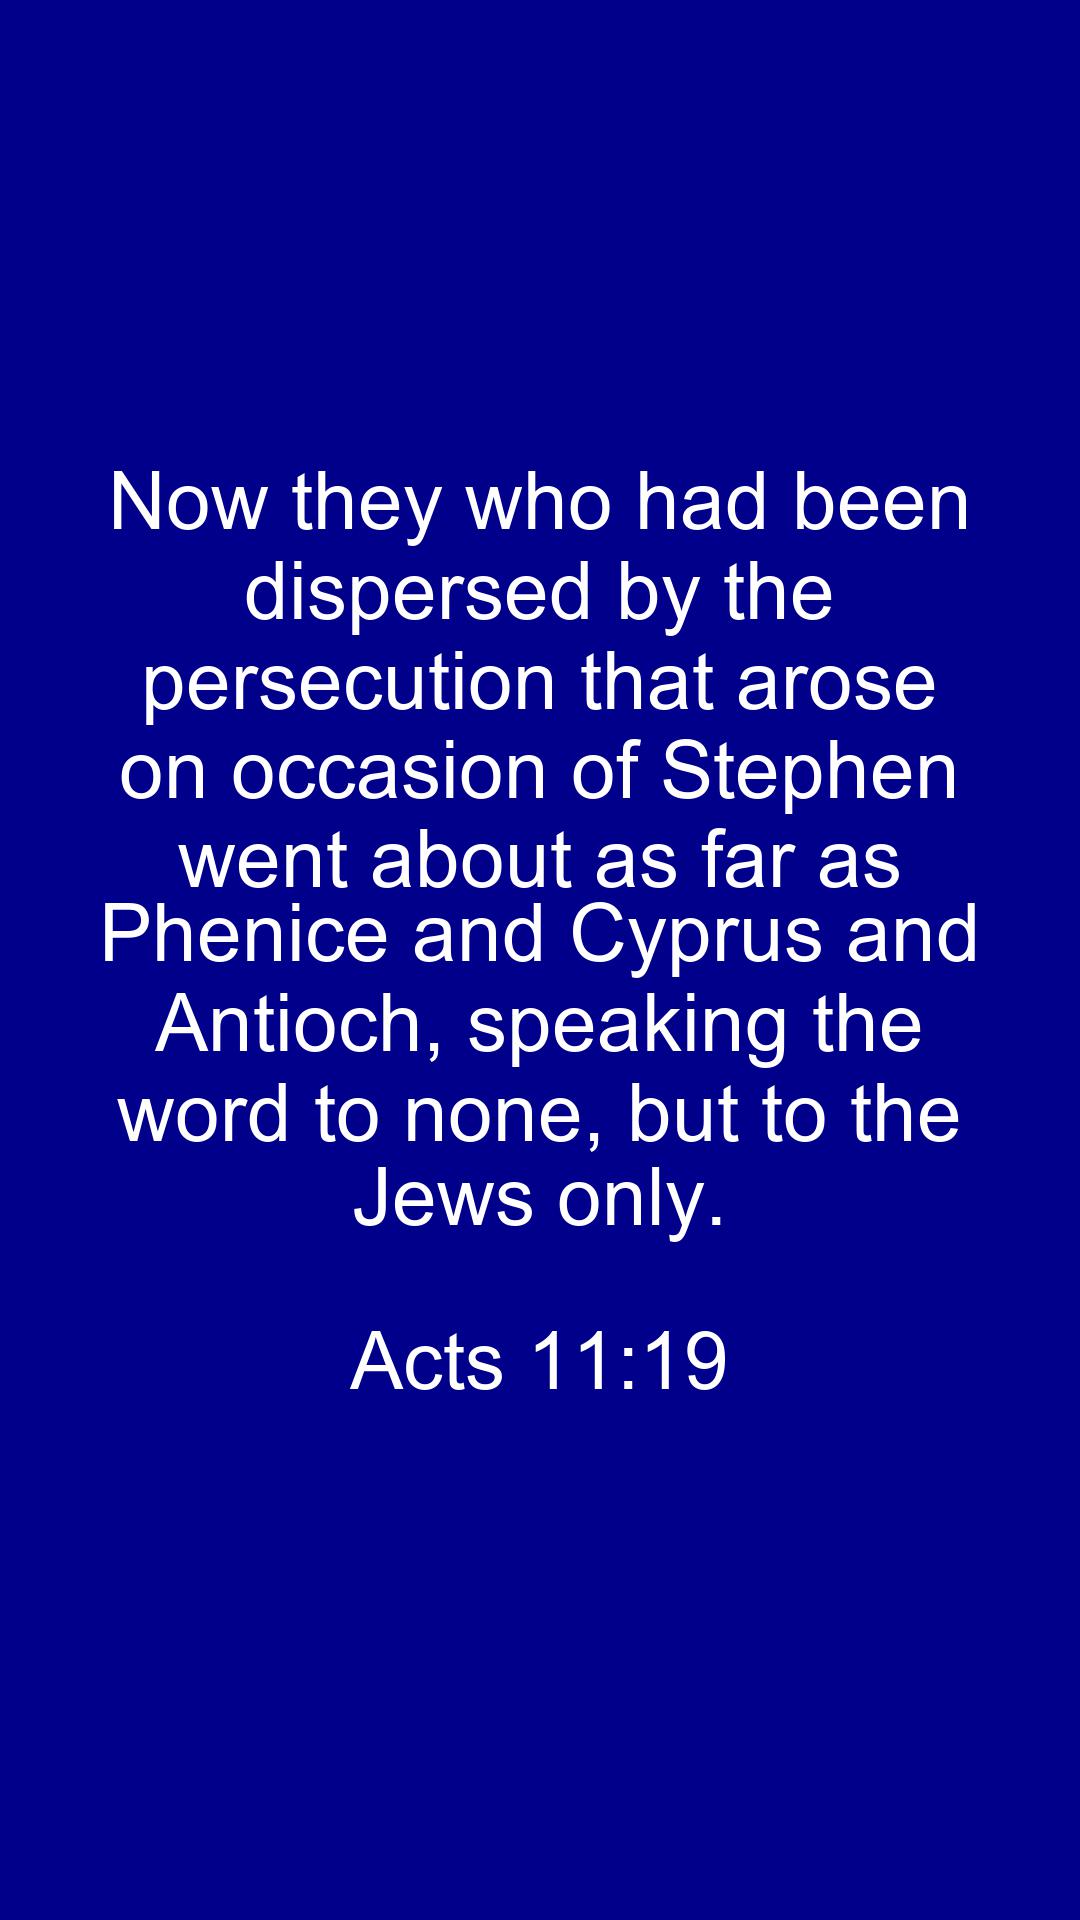 Now they who had been
dispersed by the
persecution that arose
on occasion of Stephen
went about as far as
Phenice and Cyprus and
Antioch, speaking the
word to none, but to the
Jews only.
Acts 11:19